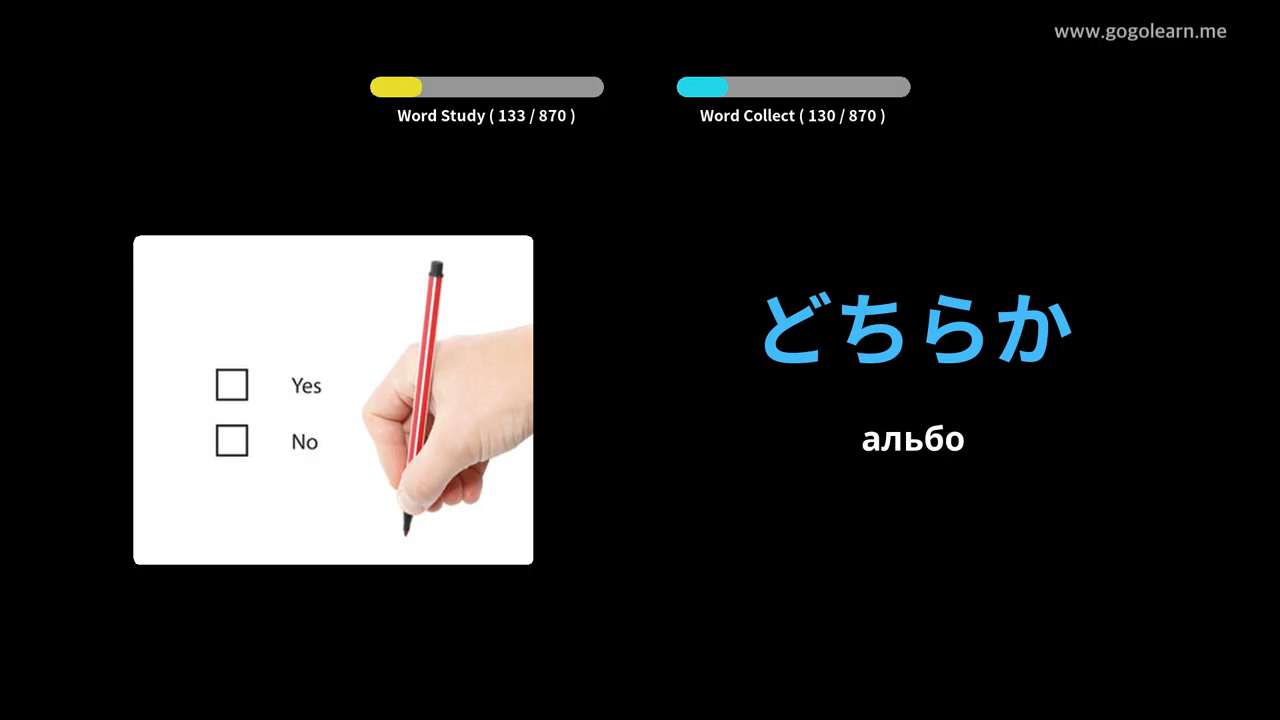 www.gogolearn.me
Word Study ( 133 / 870 )
Word Collect ( 130 / 870 )
Yes
No
どちらか
альбо